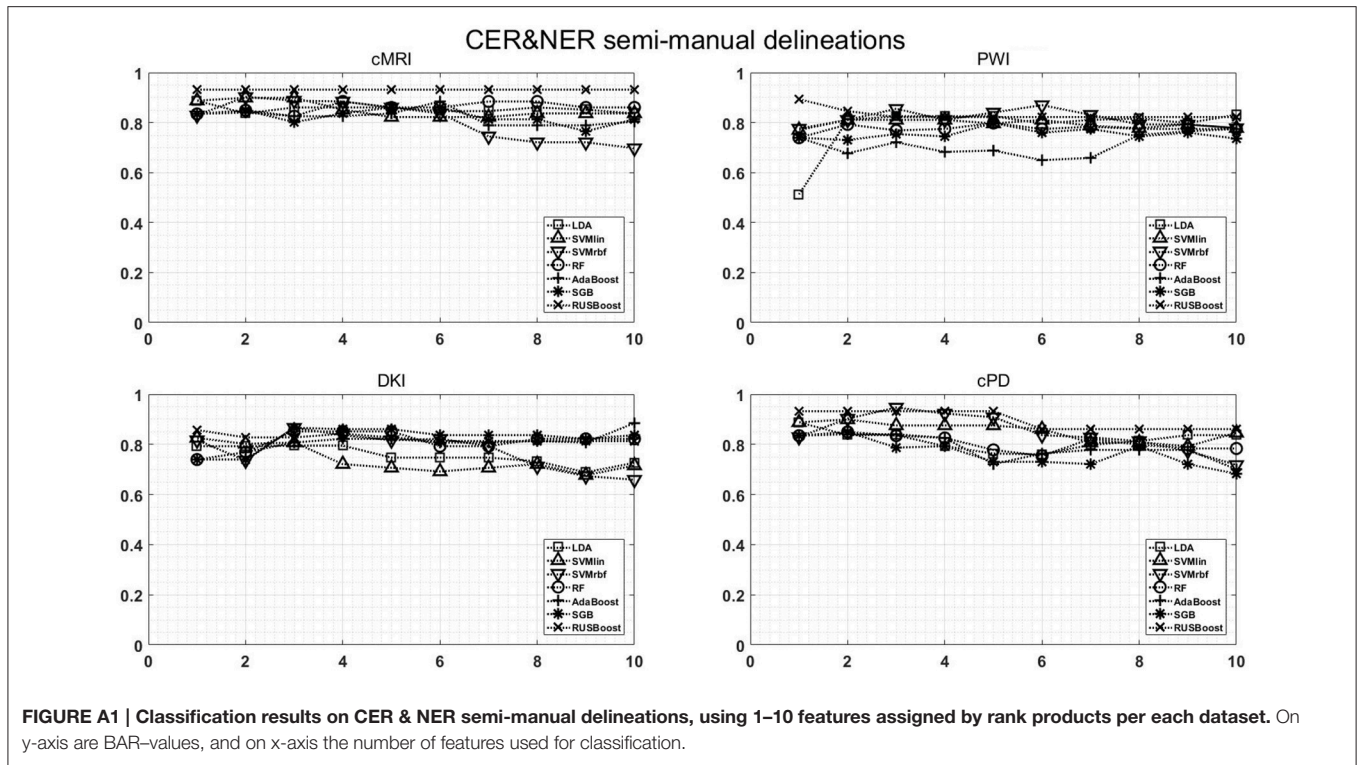 CER&NER semi-manual delineations
cMRI
1
0.8
0.6
0.4
0.2
0
0 2 4 6 8 10
LDA
SVMlin
SVMrbf
RF
AdaBoost
SGB
RUSBoost
PWI
1
0.8
0.6
0.4
0.2
0
0 2 4 6 8 10
LDA
SVMlin
SVMrbf
RF
AdaBoost
SGB
RUSBoost
DKI
1
0.8
0.6
0.4
0.2
0
0 2 4 6 8 10
LDA
SVMlin
SVMrbf
RF
AdaBoost
SGB
RUSBoost
cPD
1
0.8
0.6
0.4
0.2
0
0 2 4 6 8 10
LDA
SVMlin
SVMrbf
RF
AdaBoost
SGB
RUSBoost
FIGURE A1 | Classification results on CER & NER semi-manual delineations, using 1–10 features assigned by rank products per each dataset. On
y-axis are BAR–values, and on x-axis the number of features used for classification.